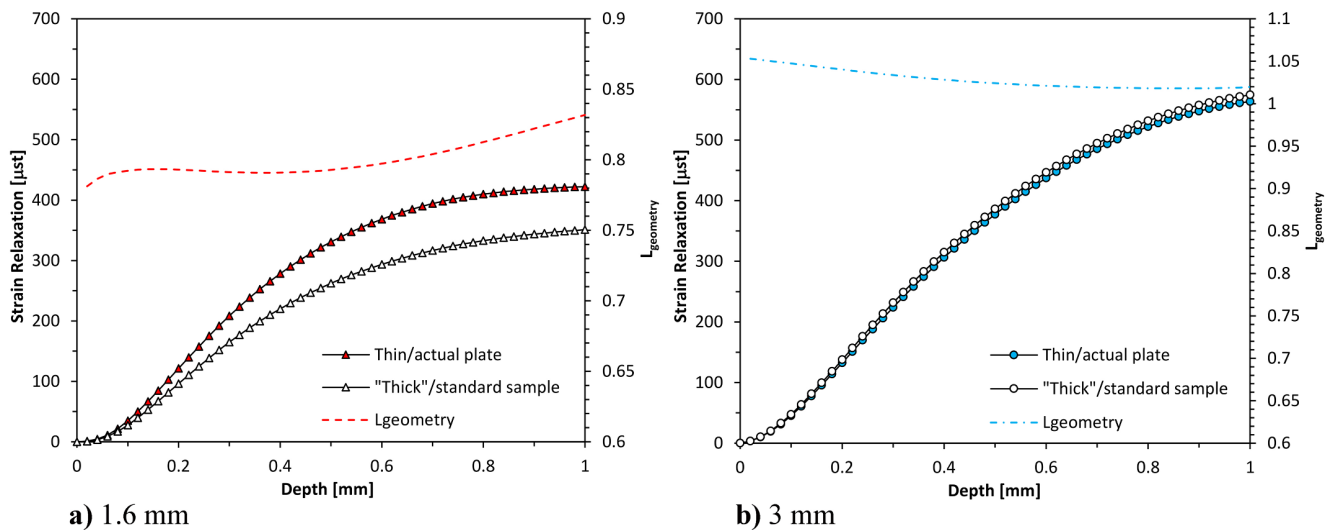 700
600
500
400
300
200
100
0
Strain Relaxation [µst]
0.9
0.85
0.8
0.75
0.7
0.65
0.6
Lgeometry
Thin/actual plate
"Thick"/standard sample
Lgeometry
0 0.2 0.4 0.6 0.8 1
Depth [mm]
a) 1.6 mm
700
600
500
400
300
200
100
0
Strain Relaxation [µst]
1.1
1.05
1
0.95
0.9
0.85
0.8
0.75
0.7
0.65
0.6
Lgeometry
Thin/actual plate
"Thick"/standard sample
Lgeometry
0 0.2 0.4 0.6 0.8 1
Depth [mm]
b) 3 mm